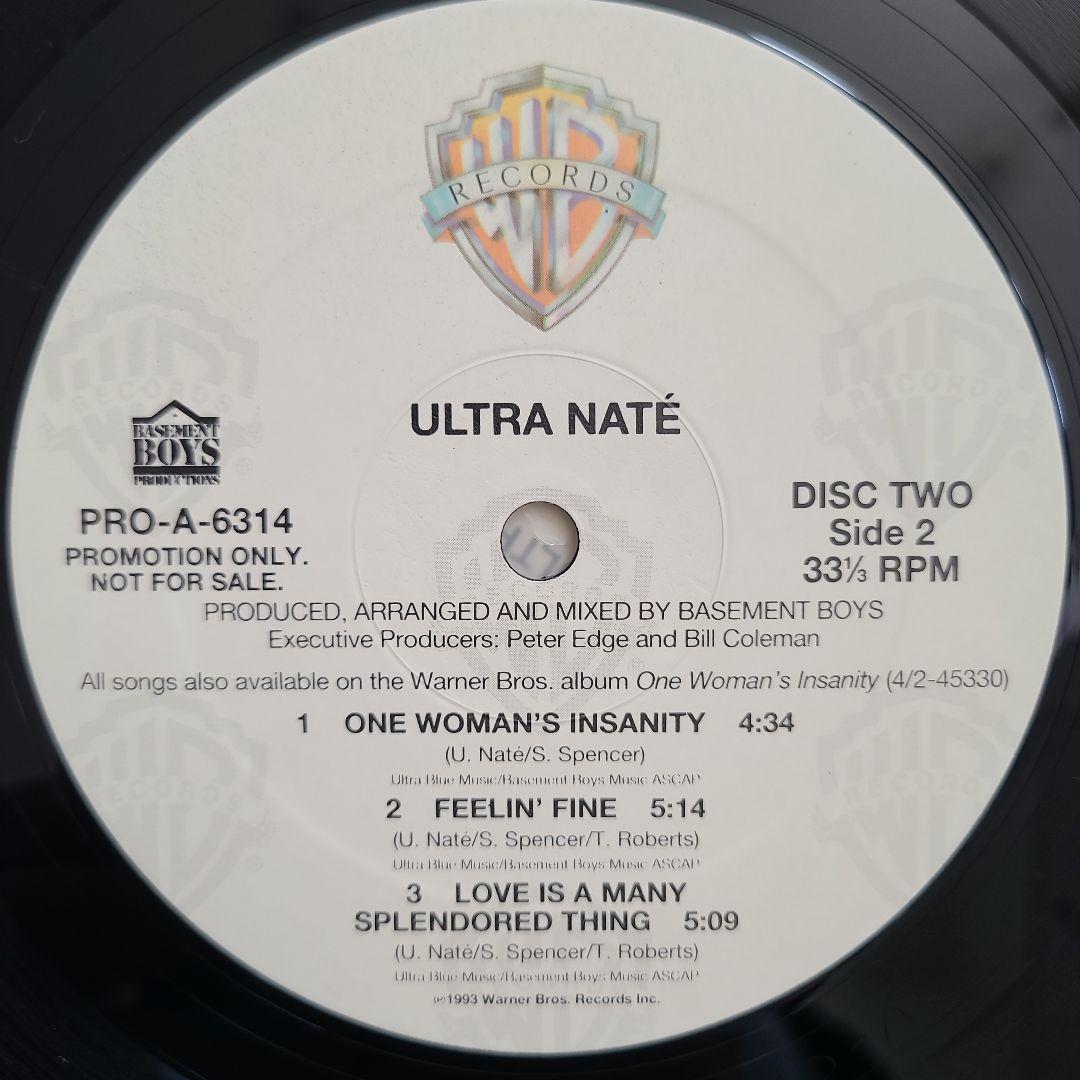 WB
RECORDS
ULTRA NATÉ
BASEMENT
BOYS
PRODUCTIONS
PRO-A-6314
PROMOTION ONLY.
NOT FOR SALE.
DISC TWO
Side 2
33⅓ RPM
PRODUCED, ARRANGED AND MIXED BY BASEMENT BOYS
Executive Producers: Peter Edge and Bill Coleman
All songs also available on the Warner Bros. album One Woman's Insanity (4/2-45330)
1 ONE WOMAN'S INSANITY 4:34
(U. Naté/S. Spencer)
Ultra Blue Music/Basement Boys Music ASCAP
2 FEELIN' FINE 5:14
(U. Naté/S. Spencer/T. Roberts)
Ultra Blue Music/Basement Boys Music ASCAP
3 LOVE IS A MANY
SPLENDORED THING 5:09
(U. Naté/S. Spencer/T. Roberts)
Ultra Blue Music/Basement Boys Music ASCAP
℗1993 Warner Bros. Records Inc.